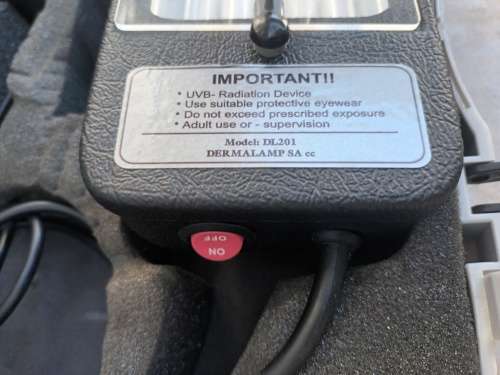 IMPORTANT!!
• UVB- Radiation Device
• Use suitable protective eyewear
• Do not exceed prescribed exposure
• Adult use or - supervision
Model: DL201
DERMALAMP SA cc
OFF
ON